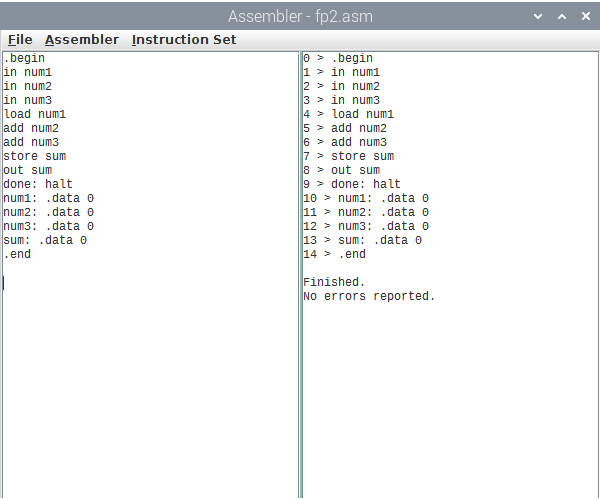 Assembler - fp2.asm
File Assembler Instruction Set
.begin
in num1
in num2
in num3
load num1
add num2
add num3
store sum
out sum
done: halt
num1: .data 0
num2: .data 0
num3: .data 0
sum: .data 0
.end
0 > .begin
1 > in num1
2 > in num2
3 > in num3
4 > load num1
5 > add num2
6 > add num3
7 > store sum
8 > out sum
9 > done: halt
10 > num1: .data 0
11 > num2: .data 0
12 > num3: .data 0
13 > sum: .data 0
14 > .end
Finished.
No errors reported.